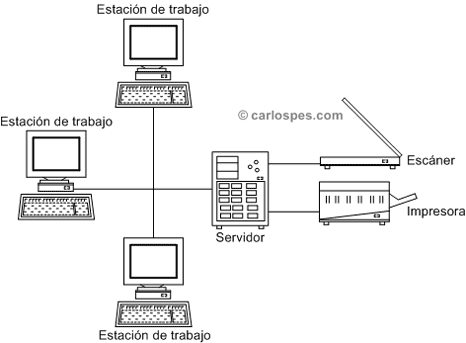 Estación de trabajo
© carlospes.com
Estación de trabajo
Escáner
Impresora
Servidor
Estación de trabajo